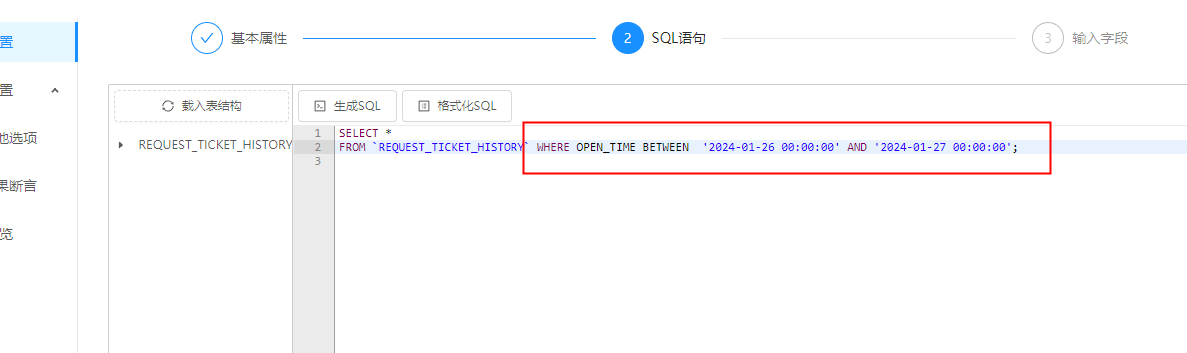 置
基本属性
2
SQL语句
3
输入字段
置
载入表结构
生成SQL
格式化SQL
他选项
REQUEST_TICKET_HISTORY
1
SELECT *
2
FROM `REQUEST_TICKET_HISTORY` WHERE OPEN_TIME BETWEEN  '2024-01-26 00:00:00' AND '2024-01-27 00:00:00';
3
果断言
览